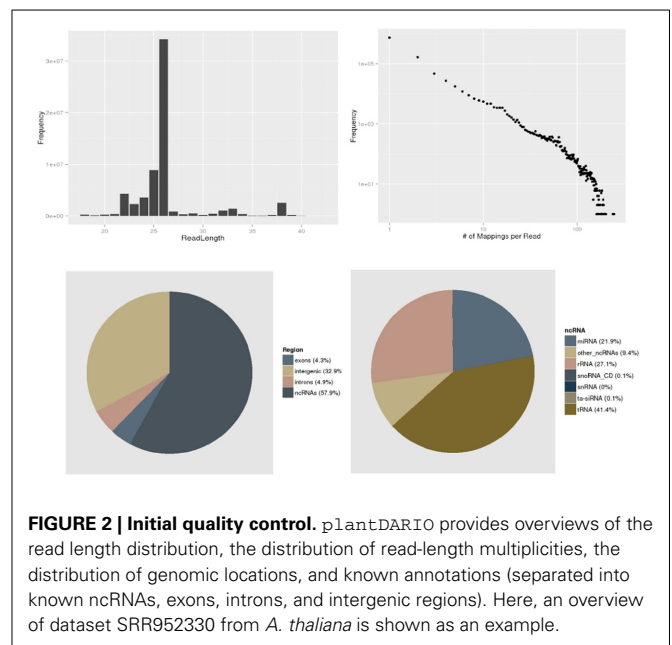 3e+07
2e+07
1e+07
0e+00
Frequency
20
25
30
35
40
ReadLength
1e+05
1e+03
1e+01
Frequency
1
10
100
# of Mappings per Read
Region
exons (4.3%)
intergenic (32.9%
introns (4.9%)
ncRNAs (57.9%)
ncRNA
miRNA (21.9%)
other_ncRNAs (9.4%)
rRNA (27.1%)
snoRNA_CD (0.1%)
snRNA (0%)
ta-siRNA (0.1%)
tRNA (41.4%)
FIGURE 2 | Initial quality control. plantDARIO provides overviews of the
read length distribution, the distribution of read-length multiplicities, the
distribution of genomic locations, and known annotations (separated into
known ncRNAs, exons, introns, and intergenic regions). Here, an overview
of dataset SRR952330 from A. thaliana is shown as an example.